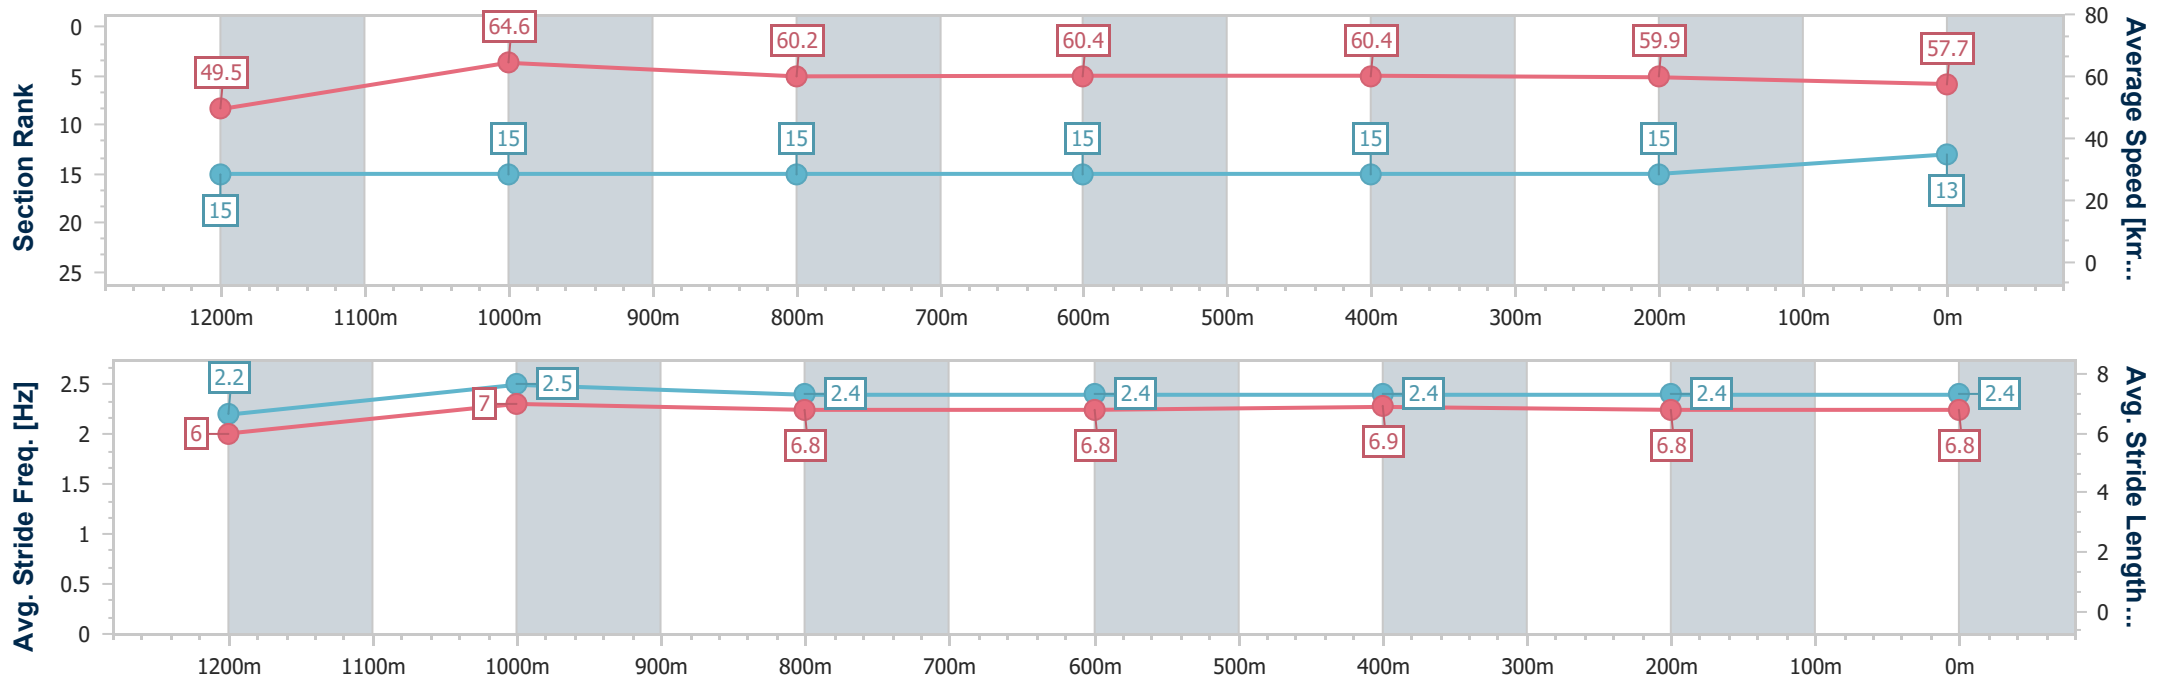 Section Rank
0
5
10
15
20
25
49.5
64.6
60.2
60.4
60.4
59.9
57.7
15
15
15
15
15
15
13
80
60
40
20
0
Average Speed [km...
1200m
1100m
1000m
900m
800m
700m
600m
500m
400m
300m
200m
100m
0m
Avg. Stride Freq. [Hz]
2.5
2
1.5
1
0.5
0
2.2
2.5
2.4
2.4
2.4
2.4
2.4
6
7
6.8
6.8
6.9
6.8
6.8
8
6
4
2
0
Avg. Stride Length...
1200m
1100m
1000m
900m
800m
700m
600m
500m
400m
300m
200m
100m
0m